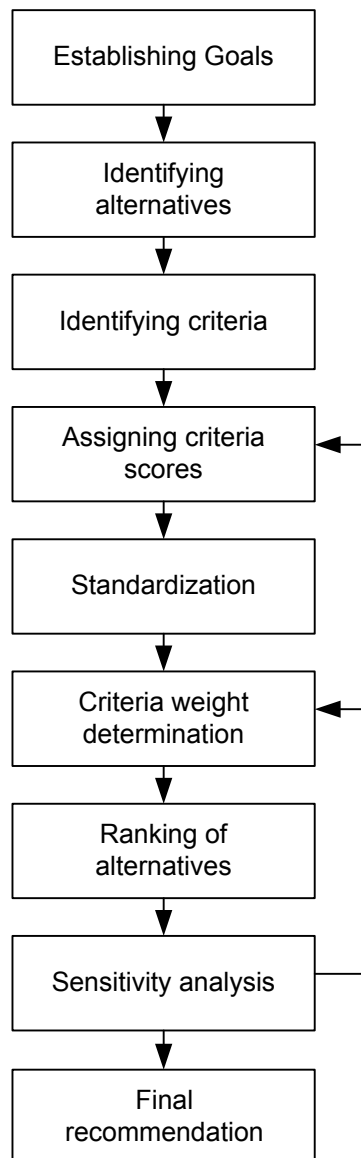 Establishing Goals
Identifying
alternatives
Identifying criteria
Assigning criteria
scores
Standardization
Criteria weight
determination
Ranking of
alternatives
Sensitivity analysis
Final
recommendation